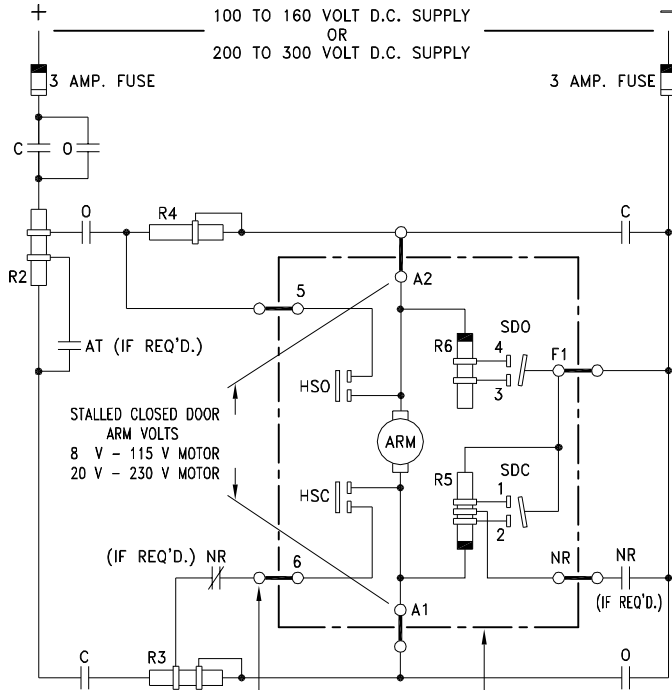 + 100 TO 160 VOLT D.C. SUPPLY −
OR
200 TO 300 VOLT D.C. SUPPLY
3 AMP. FUSE
3 AMP. FUSE
C
O
O
R4
C
R2
A2
5
SDO
R6
4
F1
AT (IF REQ'D.)
3
HSO
STALLED CLOSED DOOR
ARM VOLTS
8 V - 115 V MOTOR
20 V - 230 V MOTOR
ARM
SDC
R5
1
HSC
2
(IF REQ'D.) NR
6
NR
NR
(IF REQ'D.)
A1
C
R3
O